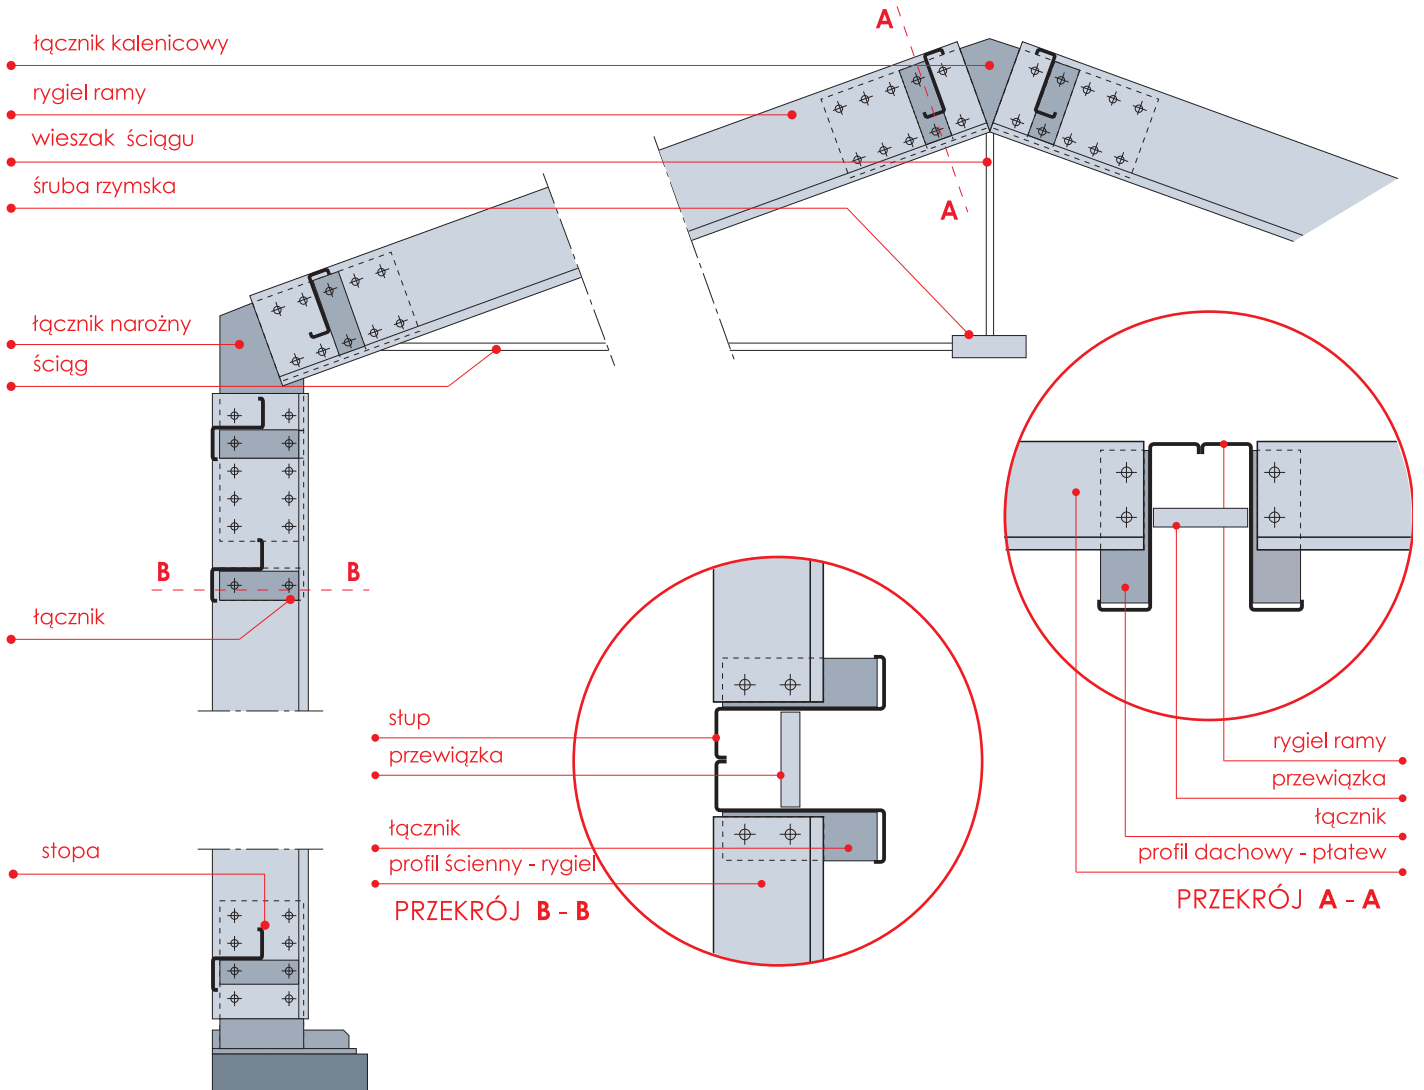 A
łącznik kalenicowy
rygiel ramy
wieszak ściągu
śruba rzymska
A
łącznik narożny
ściąg
B B
łącznik
słup
przewiązka
łącznik
profil ścienny - rygiel
PRZEKRÓJ B - B
rygiel ramy
przewiązka
łącznik
profil dachowy - płatew
PRZEKRÓJ A - A
stopa